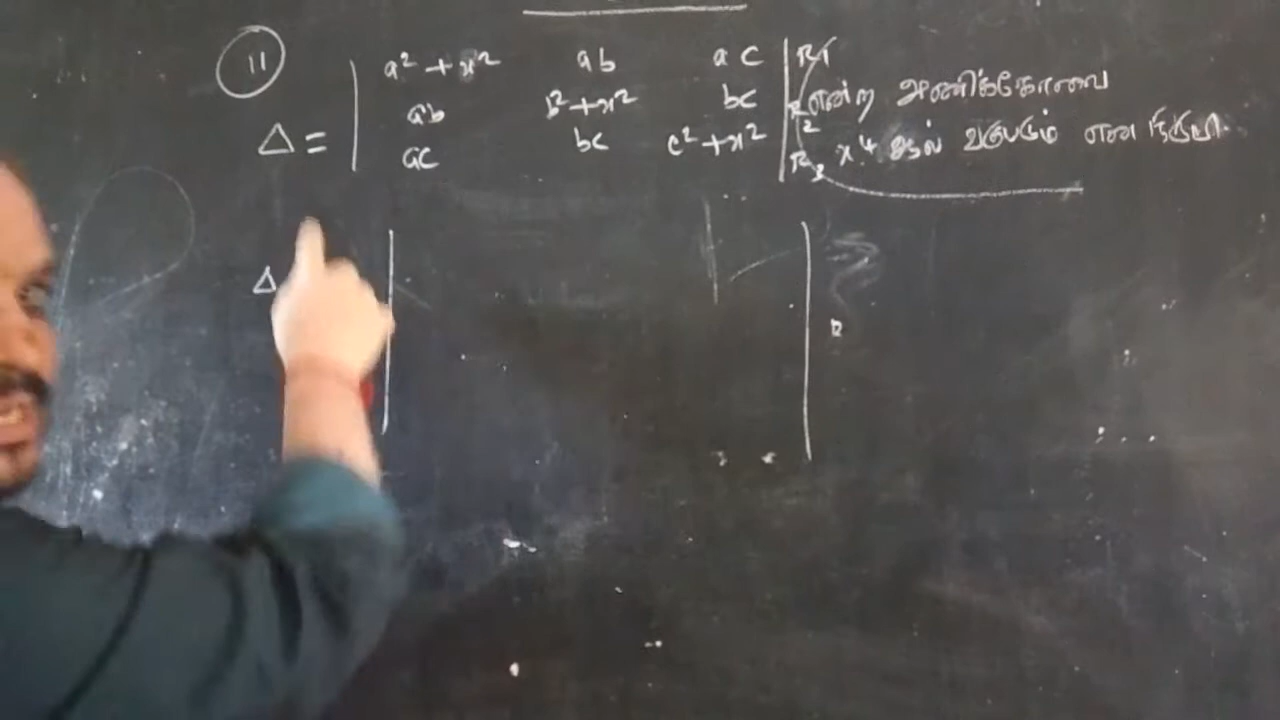 11
a² + x² ab ac R1
Δ = ab b² + x² bc R2 என்ற அணிக்கோவை
ac bc c² + x² R3 x⁴ ஆல் வகுபடும் என நிறுவு.
Δ
R